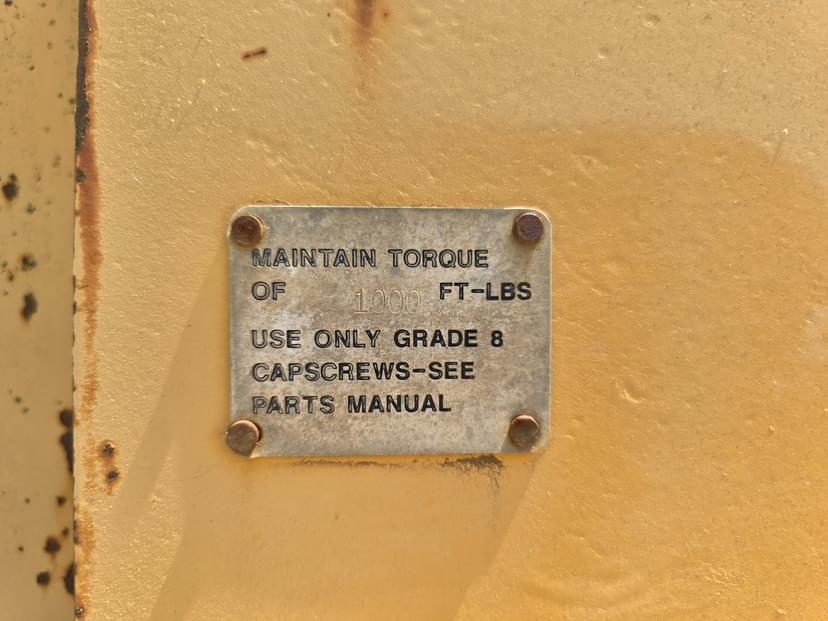 MAINTAIN TORQUE
OF 1000 FT-LBS
USE ONLY GRADE 8
CAPSCREWS-SEE
PARTS MANUAL